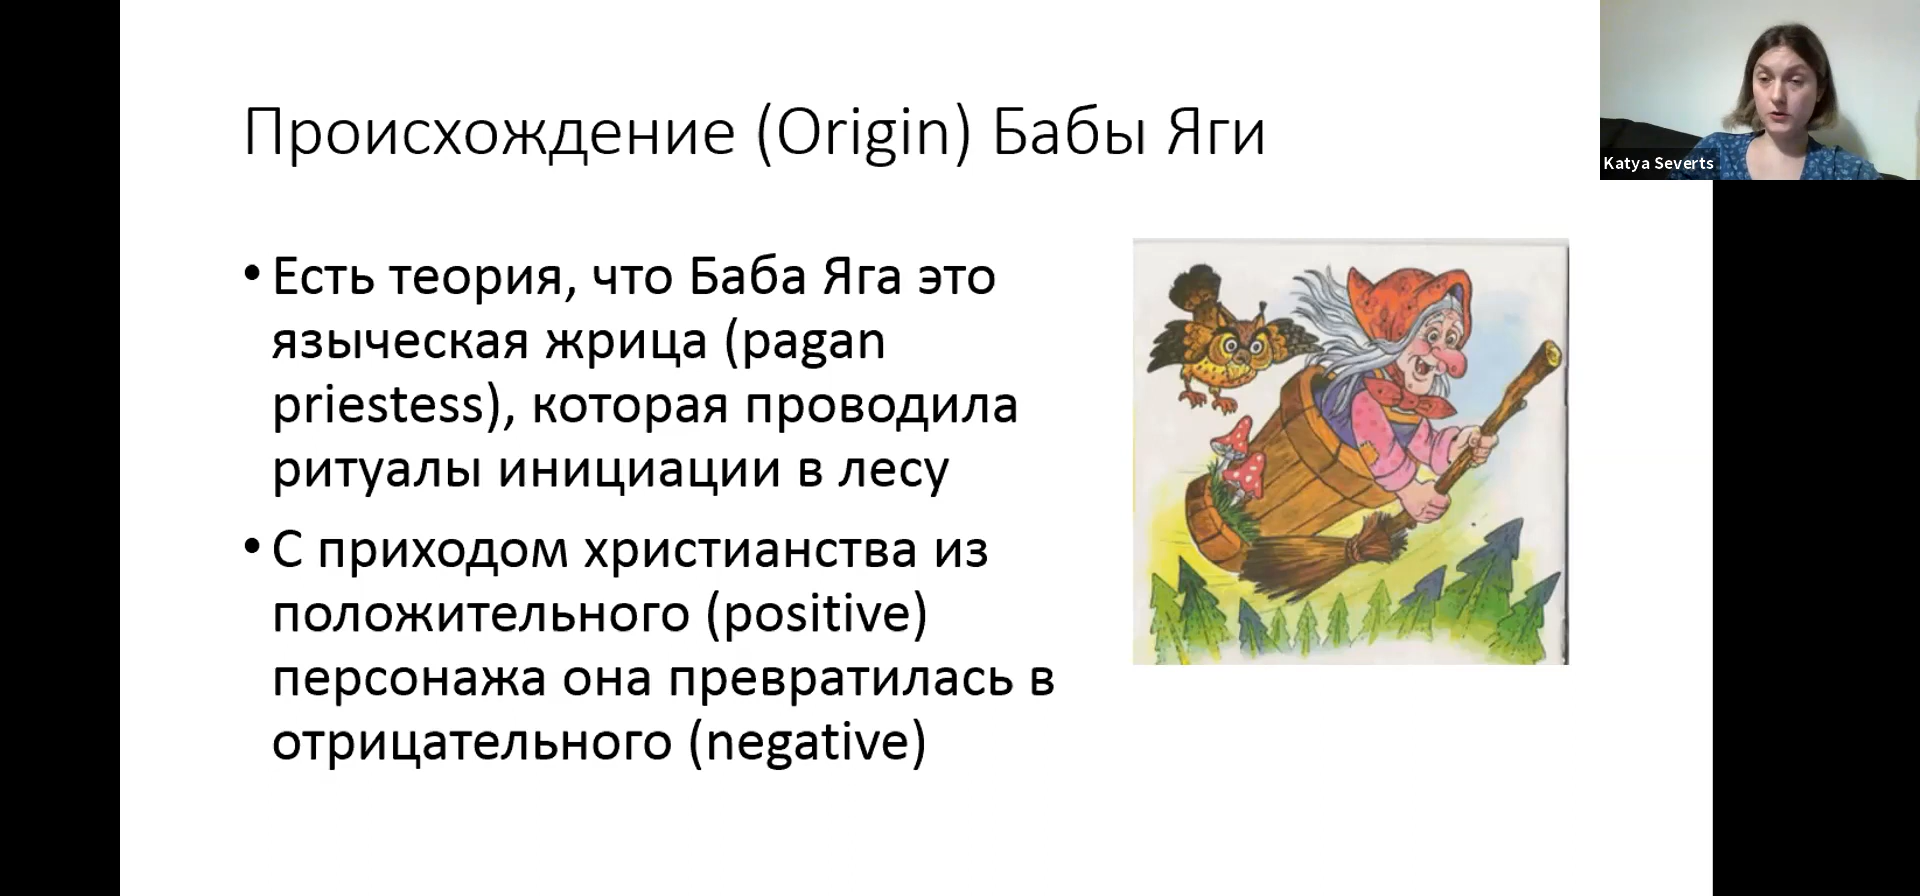 Происхождение (Origin) Бабы Яги
Katya Severts
• Есть теория, что Баба Яга это
языческая жрица (pagan
priestess), которая проводила
ритуалы инициации в лесу
• С приходом христианства из
положительного (positive)
персонажа она превратилась в
отрицательного (negative)